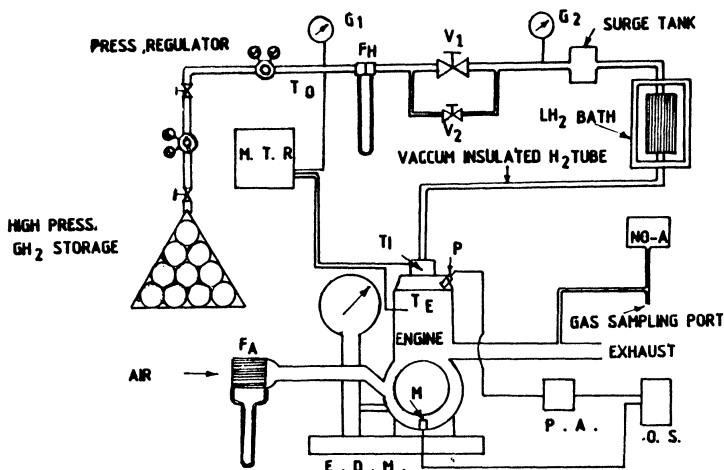 G1
G2
SURGE TANK
PRESS,REGULATOR
FH
V1
TO
V2
LH2 BATH
M.T.R
VACCUM INSULATED H2TUBE
HIGH PRESS.
GH2 STORAGE
TI
P
NO-A
TE
GAS SAMPLING PORT
ENGINE
EXHAUST
FA
AIR
M
P.A.
O.S.
E.D.M.